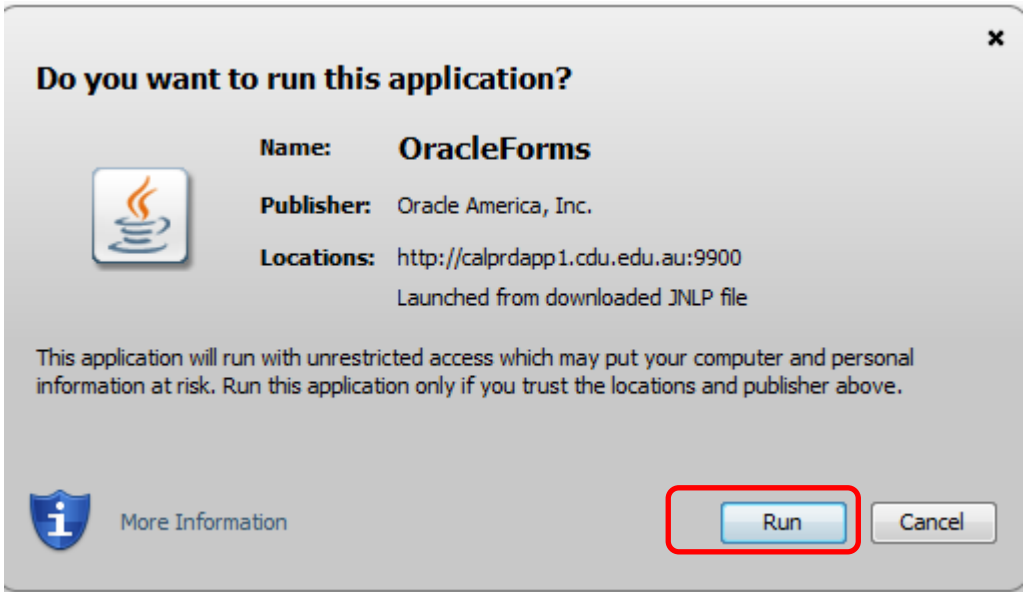 Do you want to run this application?
Name: OracleForms
Publisher: Oracle America, Inc.
Locations: http://calprdapp1.cdu.edu.au:9900
Launched from downloaded JNLP file
This application will run with unrestricted access which may put your computer and personal
information at risk. Run this application only if you trust the locations and publisher above.
More Information
Run
Cancel